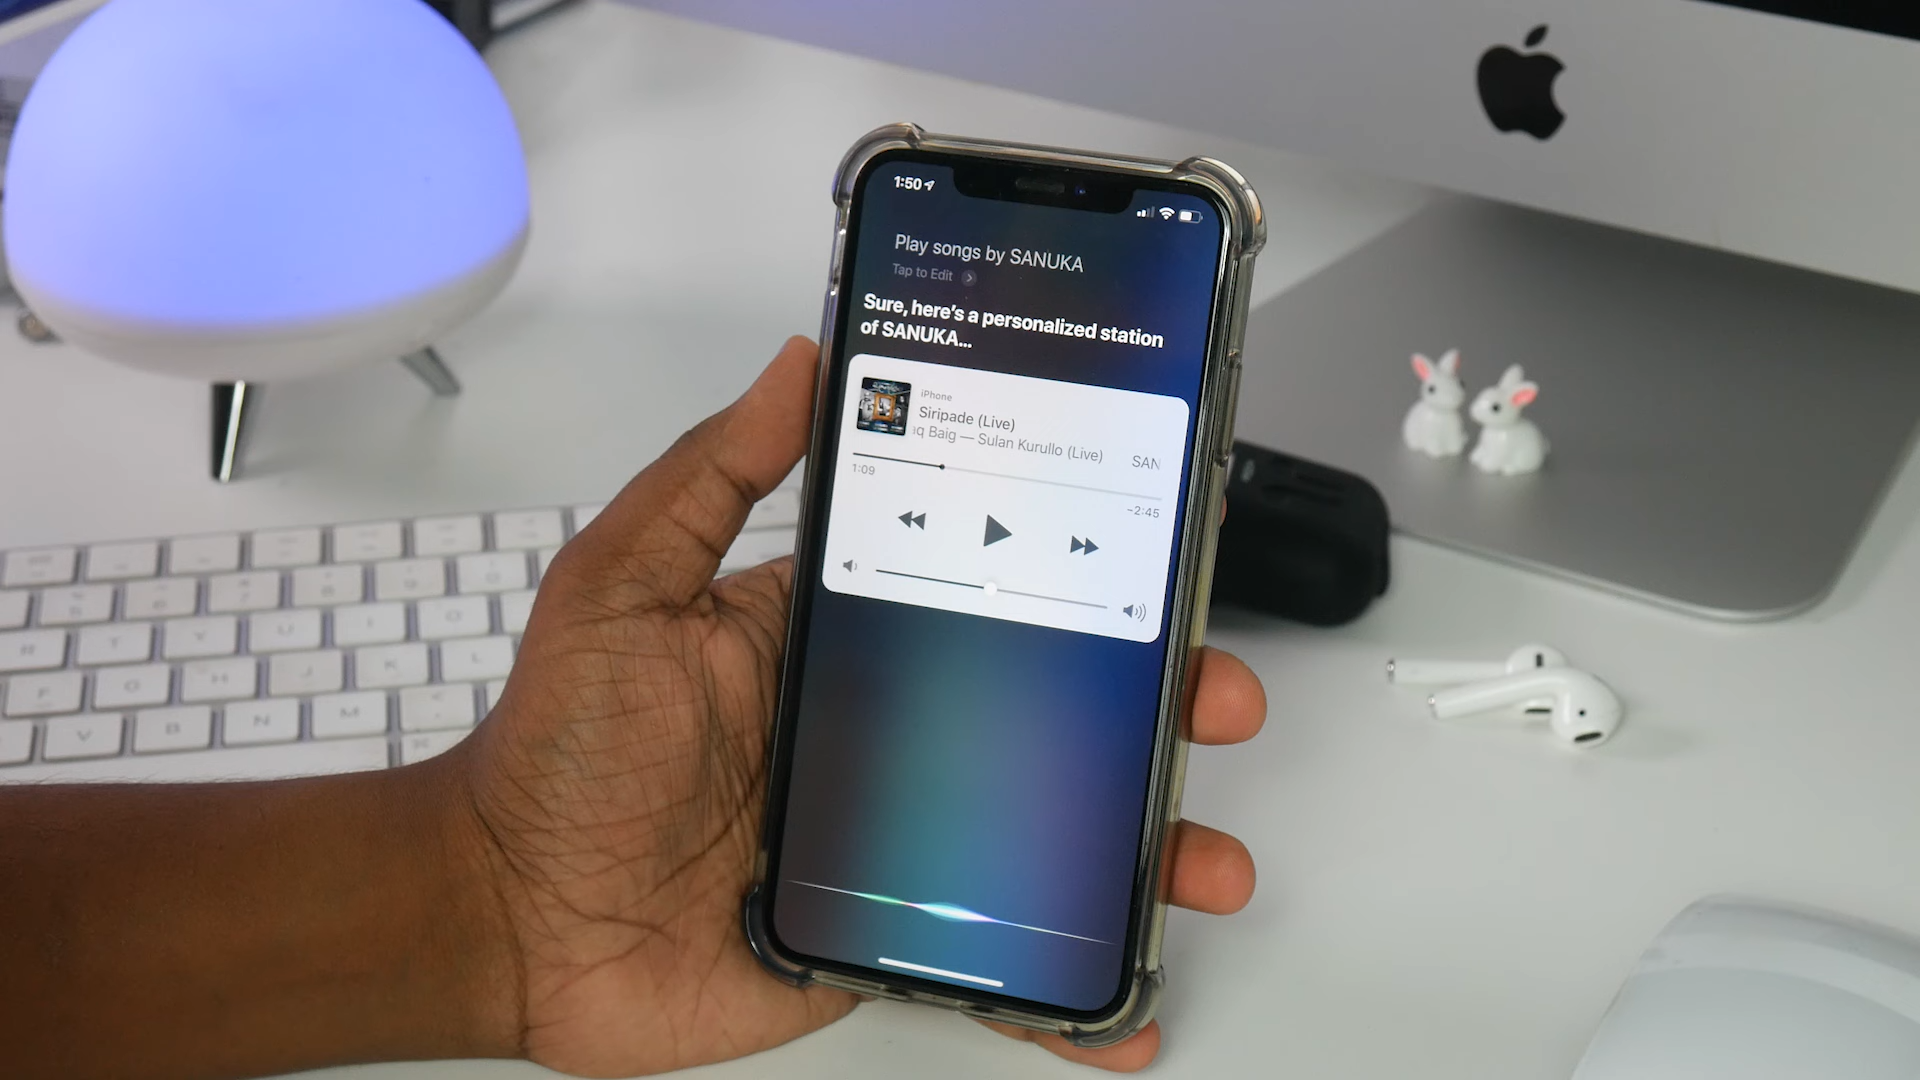 1:50
Play songs by SANUKA
Tap to Edit
Sure, here's a personalized station
of SANUKA...
iPhone
Siripade (Live)
aq Baig — Sulan Kurullo (Live) SAN
1:09
-2:45
T Y U I
G H J K L
F
V B N M